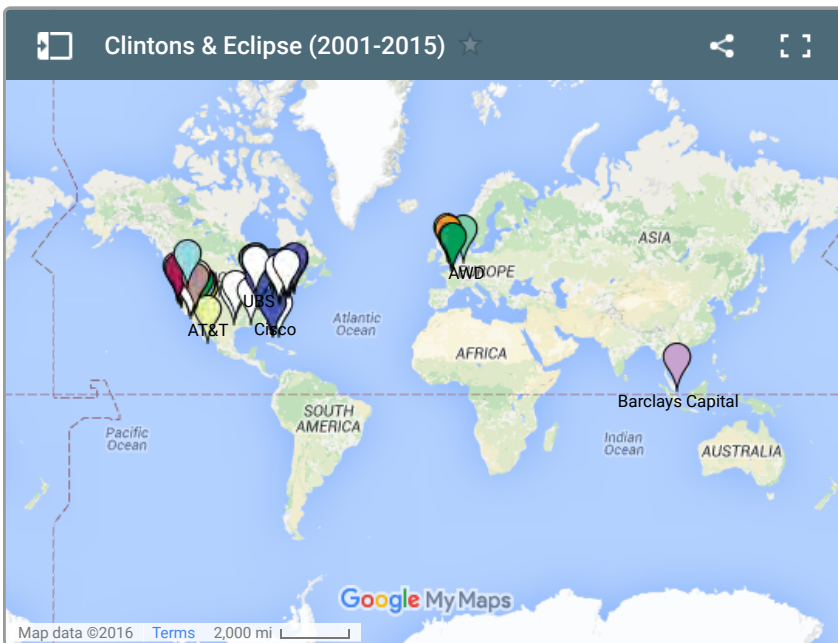 Clintons & Eclipse (2001-2015)
ASIA
EUROPE
AWD
UBS
AT&T
Cisco
Atlantic
Ocean
AFRICA
Barclays Capital
SOUTH
AMERICA
Pacific
Ocean
Indian
Ocean
AUSTRALIA
Google My Maps
Map data ©2016
Terms
2,000 mi